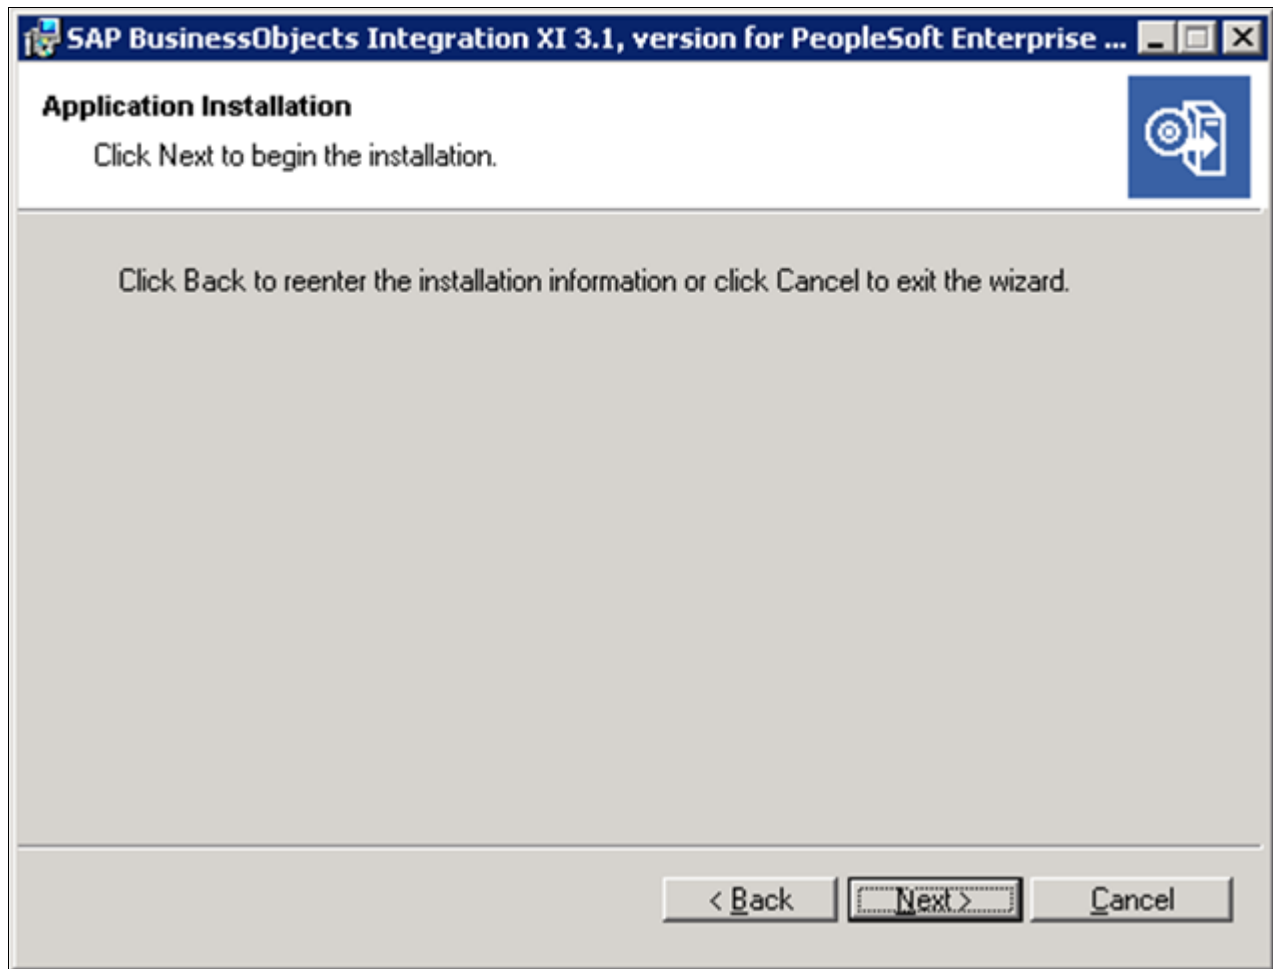 SAP BusinessObjects Integration XI 3.1, version for PeopleSoft Enterprise ...
Application Installation
Click Next to begin the installation.
Click Back to reenter the installation information or click Cancel to exit the wizard.
< Back Next > Cancel